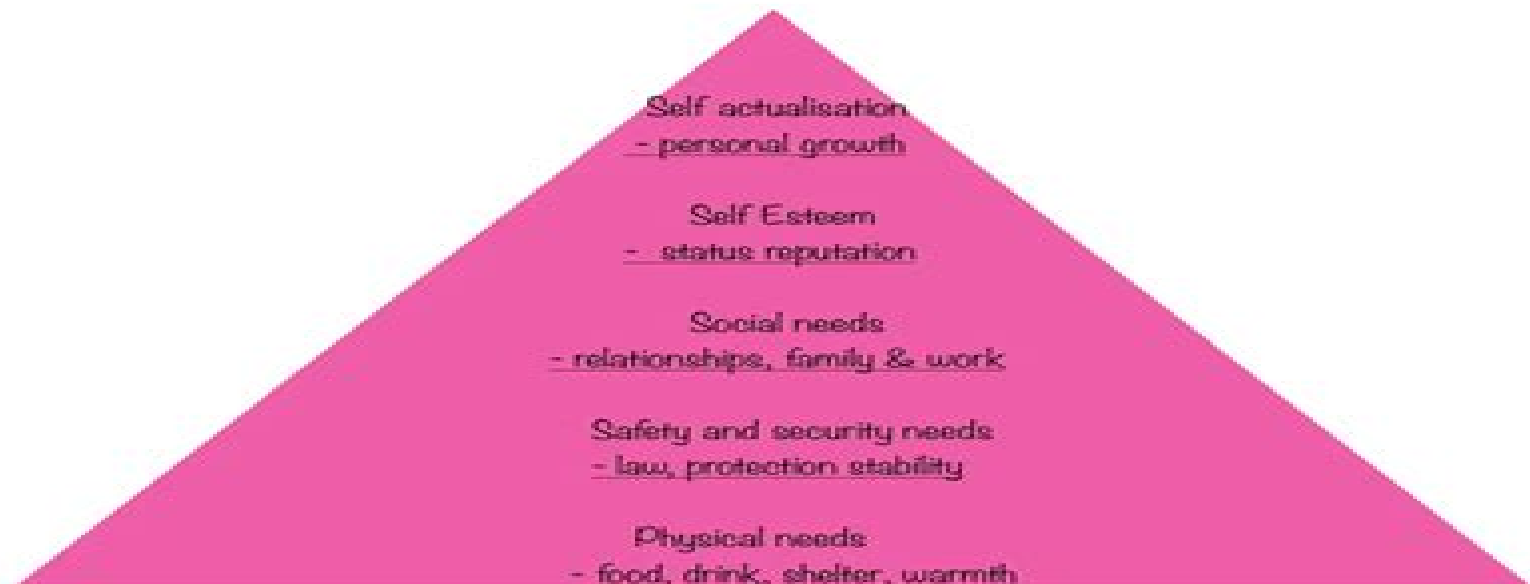 Self actualisation
- personal growth
Self Esteem
- status reputation
Social needs
- relationships, family & work
Safety and security needs
- law, protection stability
Physical needs
- food, drink, shelter, warmth